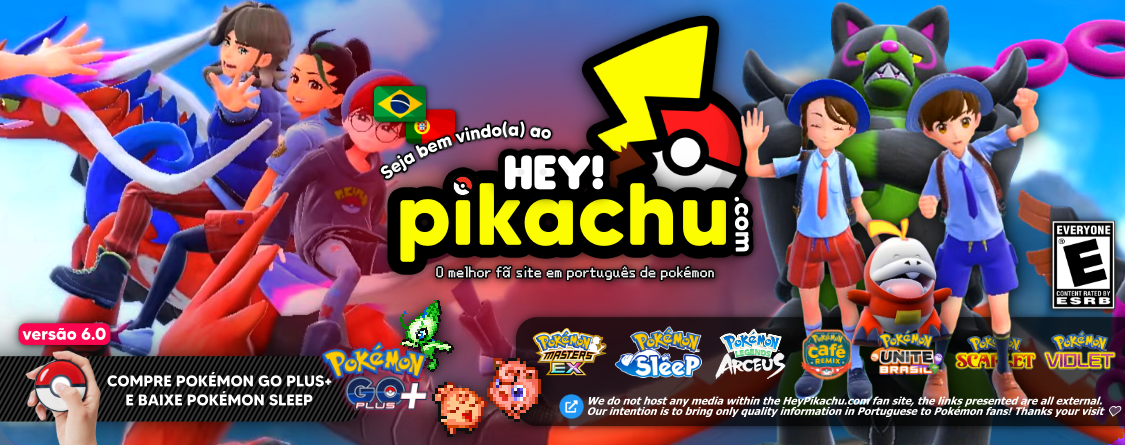 Seja bem vindo(a) ao
HEY!
pikachu
.com
O melhor fã site em português de pokémon
EVERYONE
E
CONTENT RATED BY
ESRB
versão 6.0
COMPRE POKÉMON GO PLUS+
E BAIXE POKÉMON SLEEP
POKÉMON
GO
PLUS
+
POKÉMON
MASTERS
EX
POKÉMON
SLEEP
POKÉMON
LEGENDS
ARCEUS
POKÉMON
Café
REMIX
POKÉMON
UNITE
BRASIL
POKÉMON
SCARLET
POKÉMON
VIOLET
We do not host any media within the HeyPikachu.com fan site, the links presented are all external.
Our intention is to bring only quality information in Portuguese to Pokémon fans! Thanks your visit